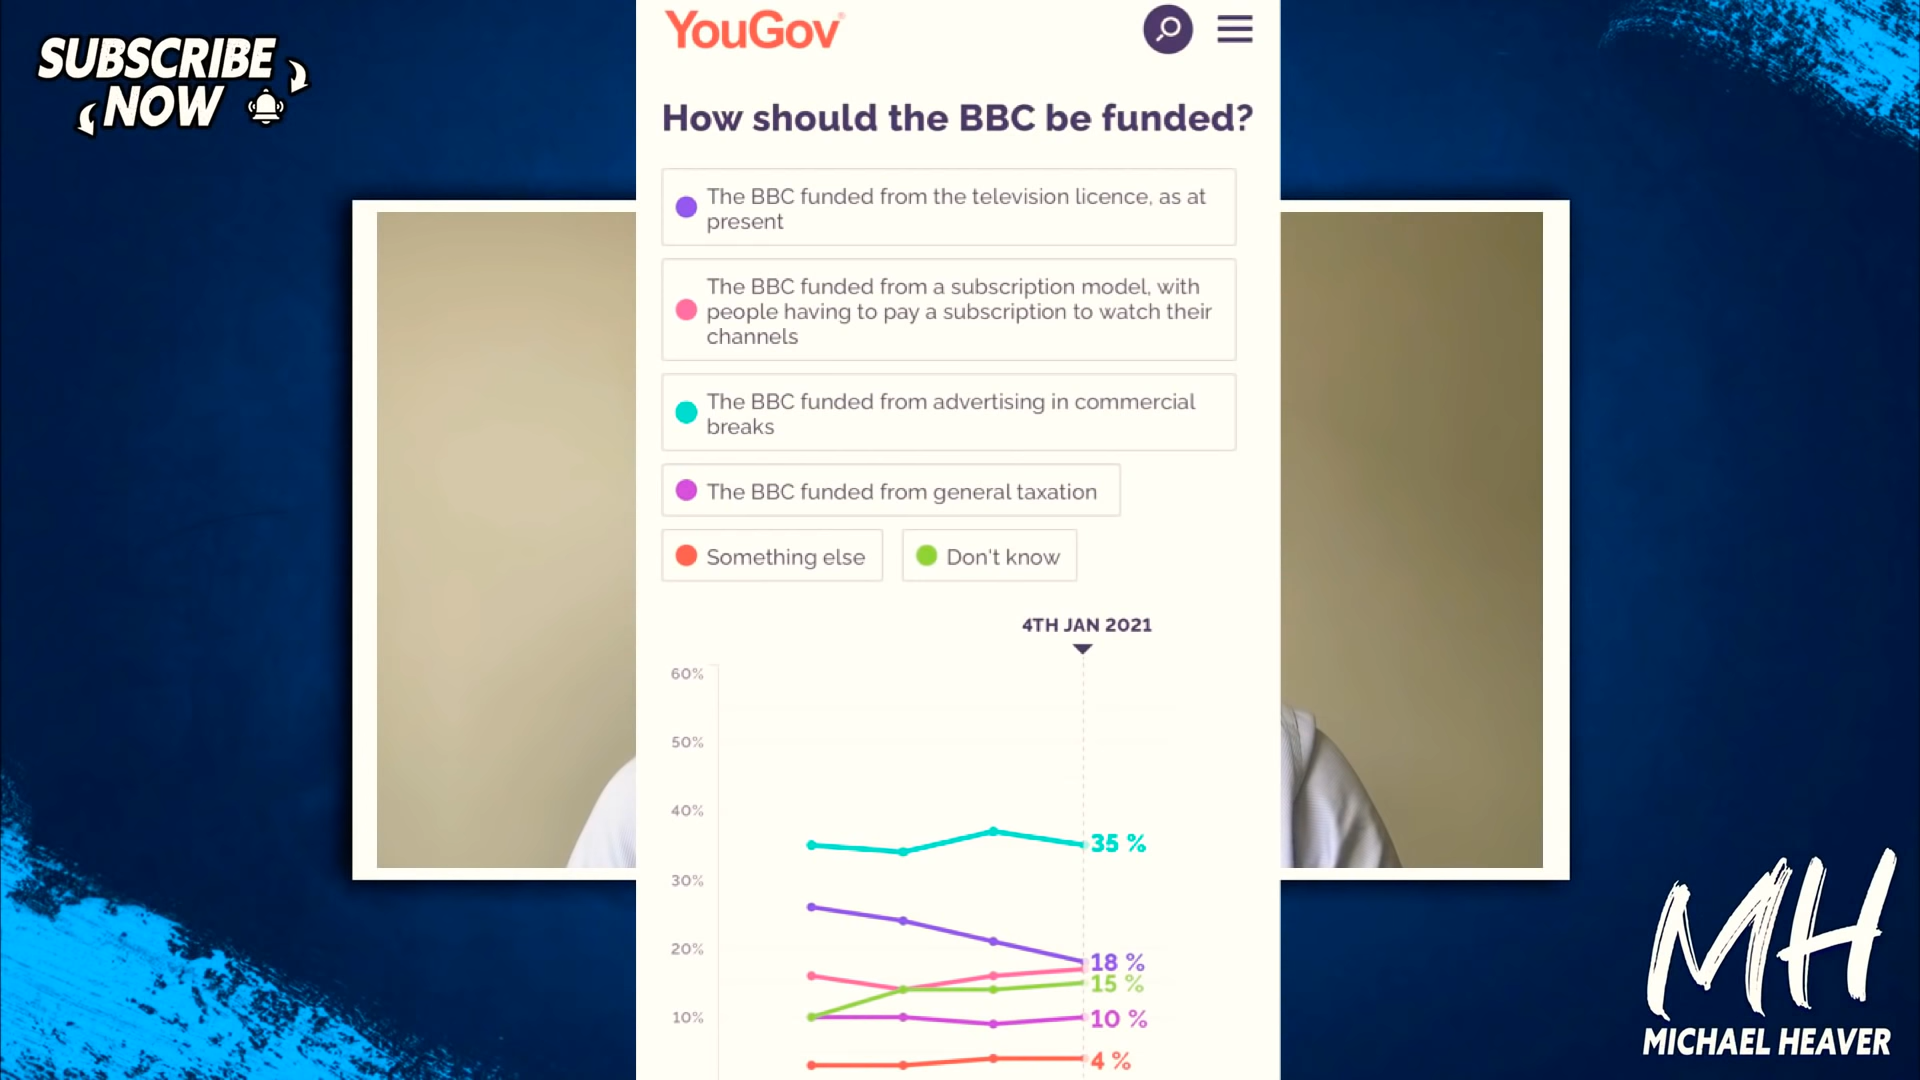 SUBSCRIBE
NOW
YouGov
How should the BBC be funded?
The BBC funded from the television licence, as at
present
The BBC funded from a subscription model, with
people having to pay a subscription to watch their
channels
The BBC funded from advertising in commercial
breaks
The BBC funded from general taxation
Something else
Don't know
4TH JAN 2021
60%
50%
40%
35 %
30%
20%
18 %
15 %
10%
10 %
4 %
MH
MICHAEL HEAVER